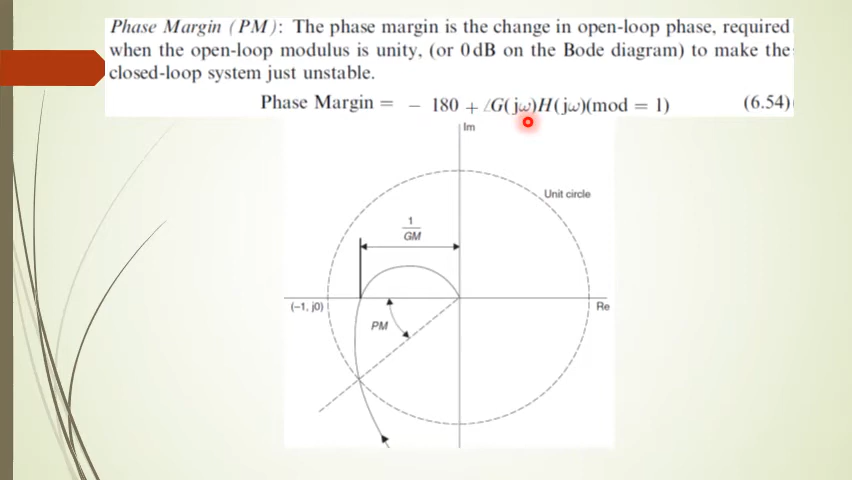 Phase Margin (PM): The phase margin is the change in open-loop phase, required
when the open-loop modulus is unity, (or 0 dB on the Bode diagram) to make the
closed-loop system just unstable.
Phase Margin = − 180 + ∕G(jω)H(jω)(mod = 1) (6.54)
Im
Unit circle
1
GM
(−1, j0)
Re
PM